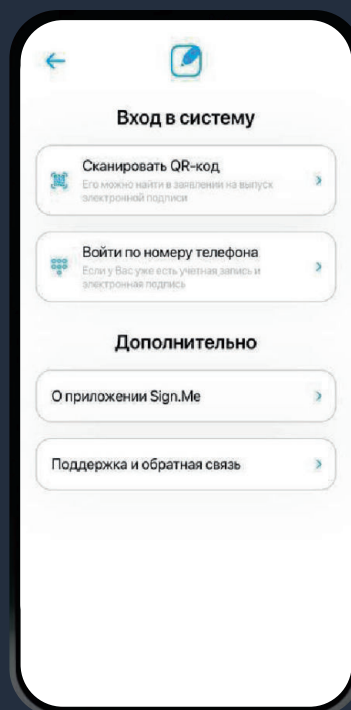 Вход в систему
Сканировать QR-код
Его можно найти в заявлении на выпуск
электронной подписи
Войти по номеру телефона
Если у Вас уже есть учетная запись и
электронная подпись
Дополнительно
О приложении Sign.Me
Поддержка и обратная связь